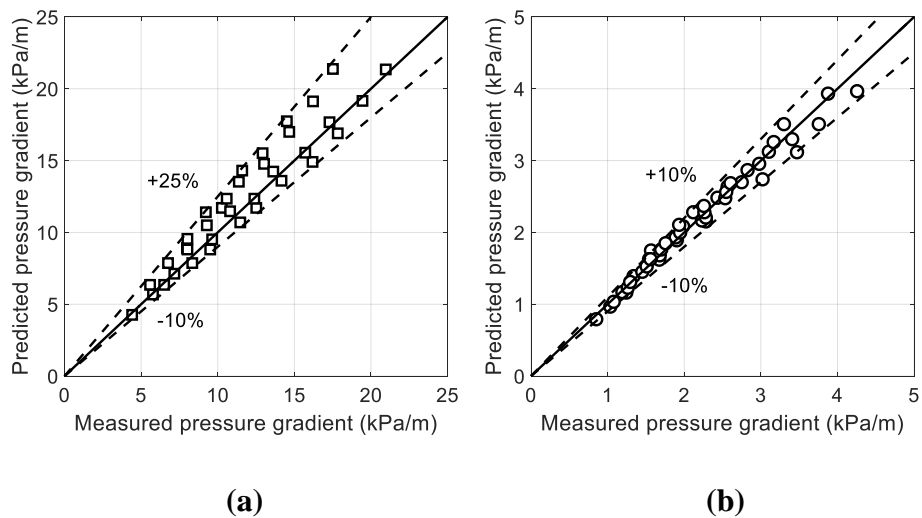 25
20
15
10
5
0
0 5 10 15 20 25
Predicted pressure gradient (kPa/m)
Measured pressure gradient (kPa/m)
+25%
-10%
(a)
5
4
3
2
1
0
0 1 2 3 4 5
Predicted pressure gradient (kPa/m)
Measured pressure gradient (kPa/m)
+10%
-10%
(b)